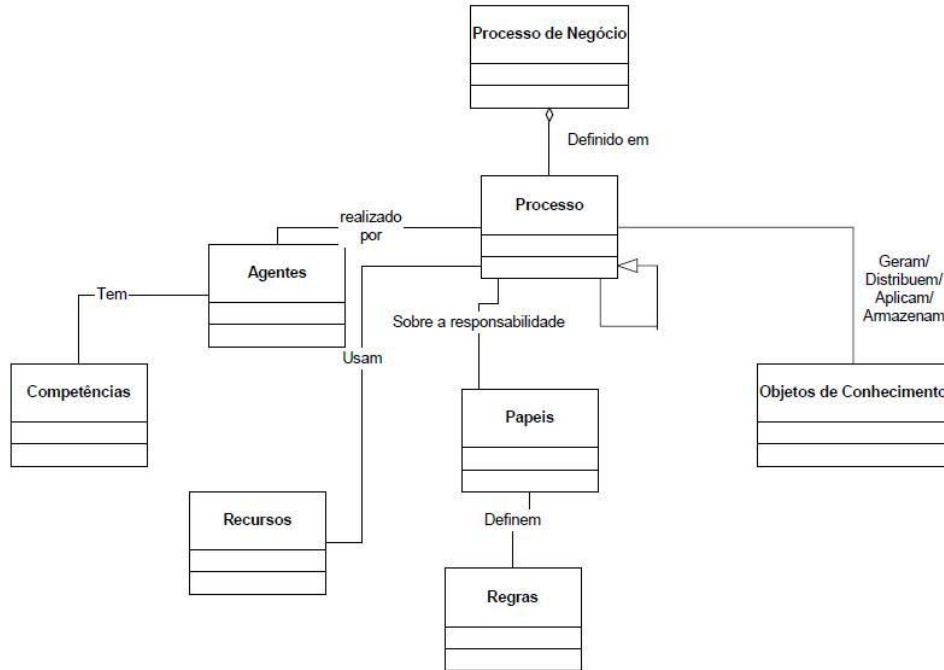 Processo de Negócio
Definido em
Processo
realizado
por
Agentes
Geram/
Distribuem/
Aplicam/
Armazenam
Tem
Sobre a responsabilidade
Usam
Competências
Papeis
Objetos de Conhecimento
Recursos
Definem
Regras